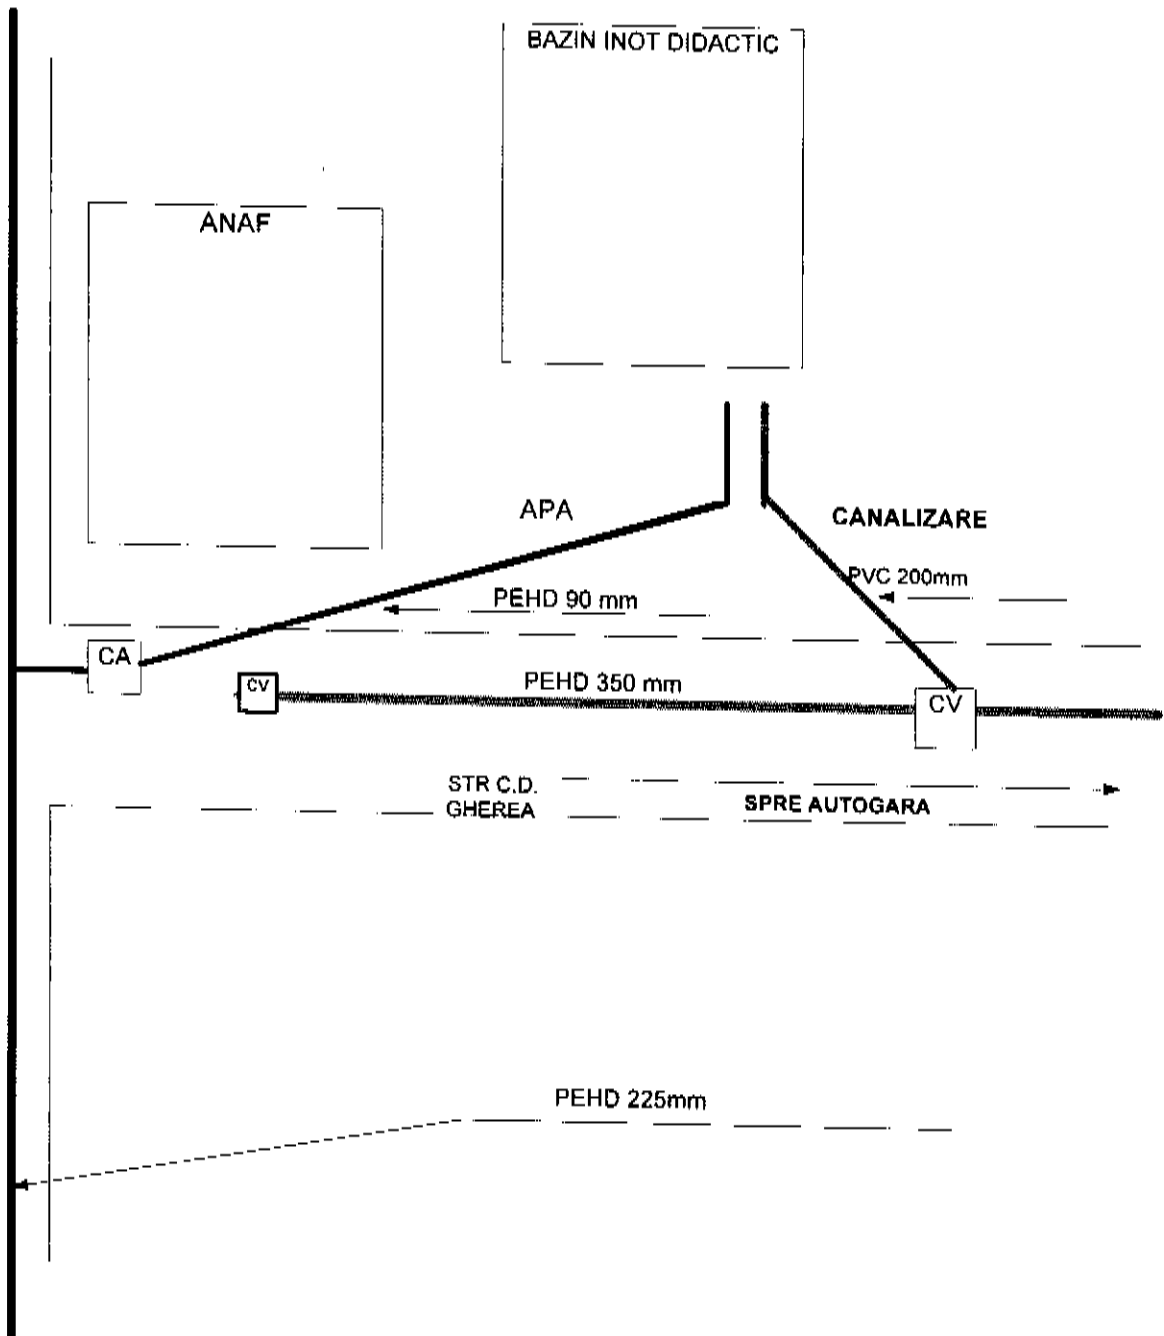 BAZIN INOT DIDACTIC
ANAF
APA
CANALIZARE
PVC 200mm
PEHD 90 mm
CA
CV
PEHD 350 mm
CV
STR C.D.
GHEREA
SPRE AUTOGARA
PEHD 225mm